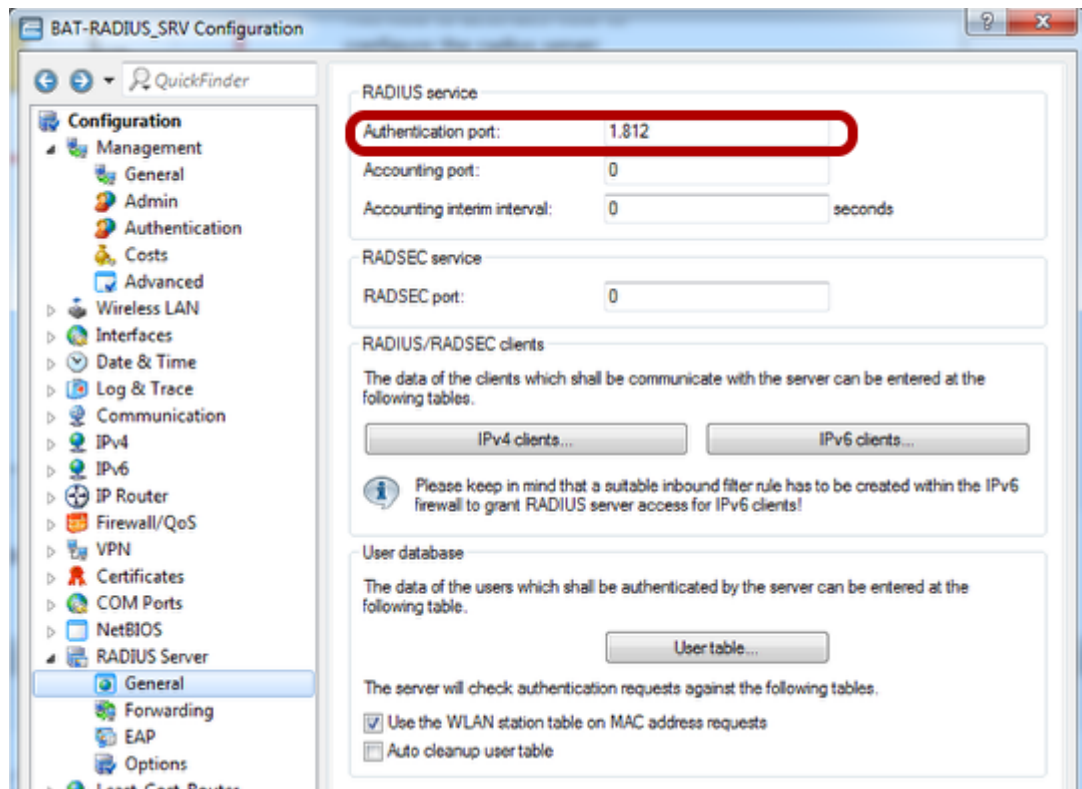 BAT-RADIUS_SRV Configuration
configure the radius server
QuickFinder
Configuration
Management
General
Admin
Authentication
Costs
Advanced
Wireless LAN
Interfaces
Date & Time
Log & Trace
Communication
IPv4
IPv6
IP Router
Firewall/QoS
VPN
Certificates
COM Ports
NetBIOS
RADIUS Server
General
Forwarding
EAP
Options
Least-Cost-Router
RADIUS service
Authentication port: 1.812
Accounting port: 0
Accounting interim interval: 0 seconds
RADSEC service
RADSEC port: 0
RADIUS/RADSEC clients
The data of the clients which shall be communicate with the server can be entered at the
following tables.
IPv4 clients... IPv6 clients...
Please keep in mind that a suitable inbound filter rule has to be created within the IPv6
firewall to grant RADIUS server access for IPv6 clients!
User database
The data of the users which shall be authenticated by the server can be entered at the
following table.
User table...
The server will check authentication requests against the following tables.
Use the WLAN station table on MAC address requests
Auto cleanup user table